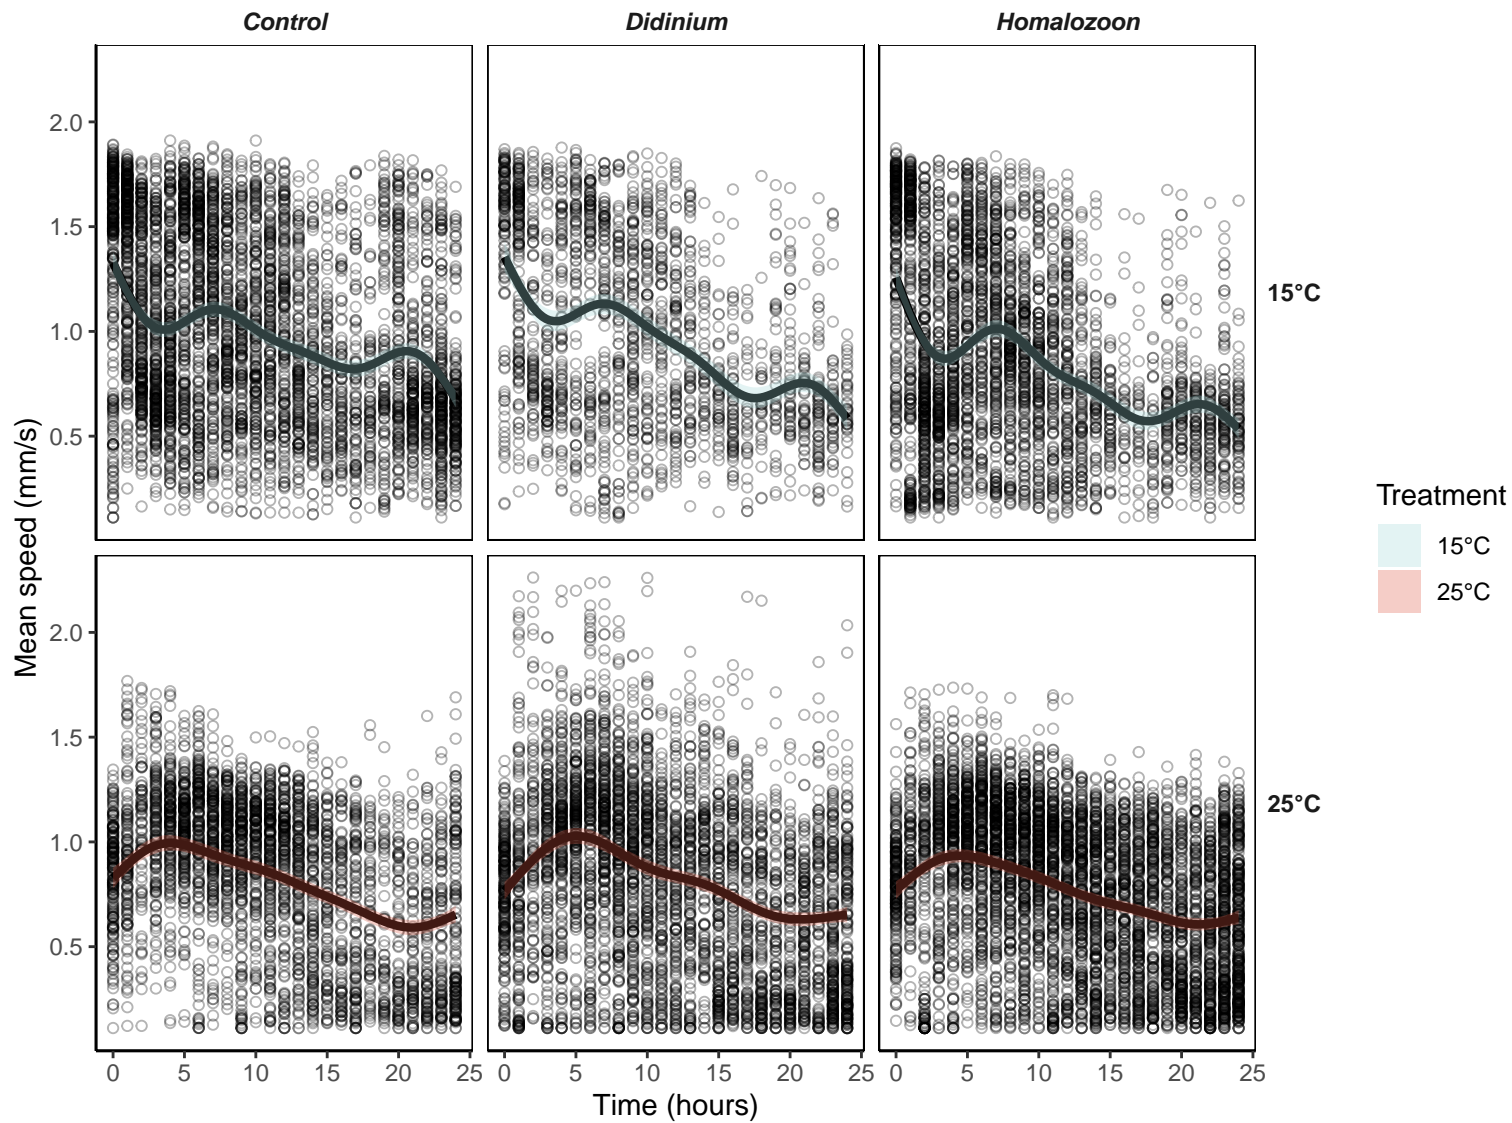 Control Didinium Homalozoon
2.0
1.5
1.0
0.5
15°C
2.0
1.5
1.0
0.5
25°C
Mean speed (mm/s)
0 5 10 15 20 25 0 5 10 15 20 25 0 5 10 15 20 25
Time (hours)
Treatment
15°C
25°C